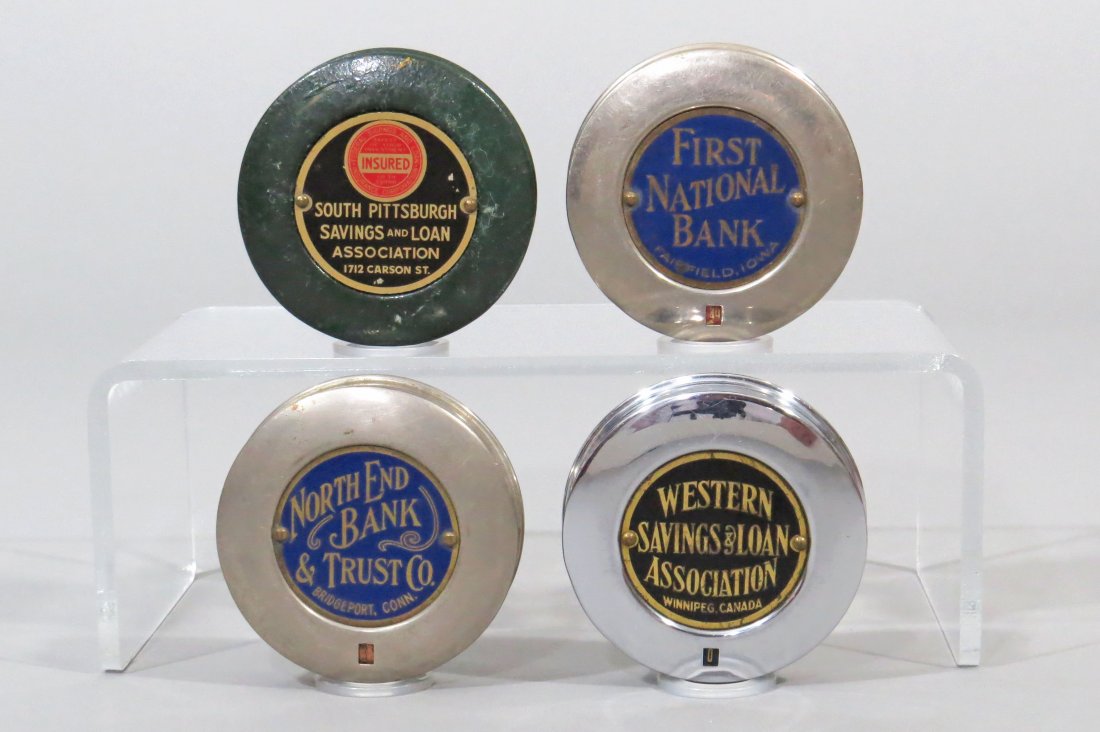 INSURED
SOUTH PITTSBURGH
SAVINGS AND LOAN
ASSOCIATION
1712 CARSON ST.
FIRST
NATIONAL
BANK
FAIRFIELD, IOWA
49
NORTH END
BANK
& TRUST CO.
BRIDGEPORT, CONN.
WESTERN
SAVINGS & LOAN
ASSOCIATION
WINNIPEG, CANADA